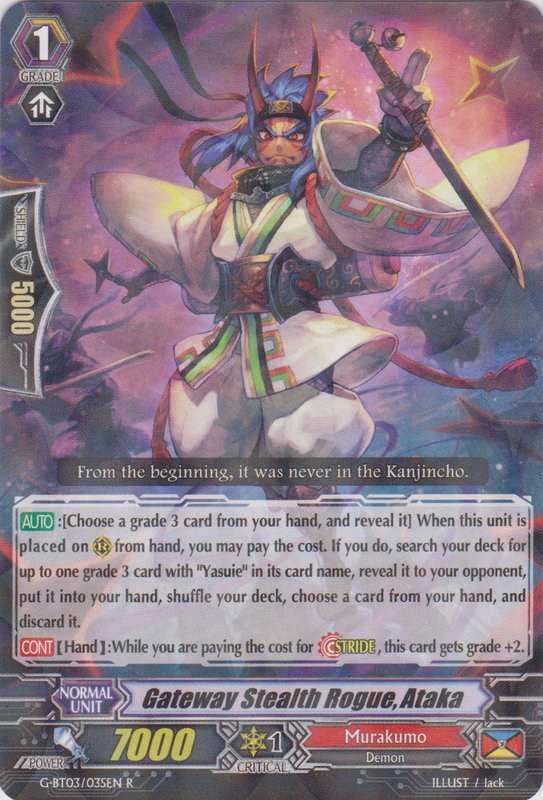 1
GRADE
SHIELD
5000
From the beginning, it was never in the Kanjincho.
AUTO:[Choose a grade 3 card from your hand, and reveal it] When this unit is
placed on R from hand, you may pay the cost. If you do, search your deck for
up to one grade 3 card with "Yasuie" in its card name, reveal it to your opponent,
put it into your hand, shuffle your deck, choose a card from your hand, and
discard it.
CONT【Hand】:While you are paying the cost for STRIDE, this card gets grade +2.
NORMAL
UNIT
Gateway Stealth Rogue, Ataka
POWER
7000
1
CRITICAL
Murakumo
Demon
G-BT03/035EN R
ILLUST / lack